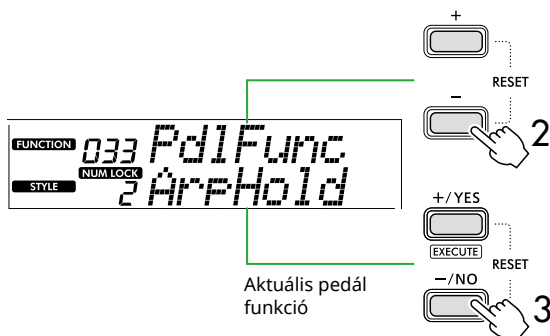 +
RESET
−
2
FUNCTION 033 PdlFunc
NUM LOCK
STYLE 2 ArpHold
+/YES
EXECUTE
RESET
−/NO
3
Aktuális pedál
funkció